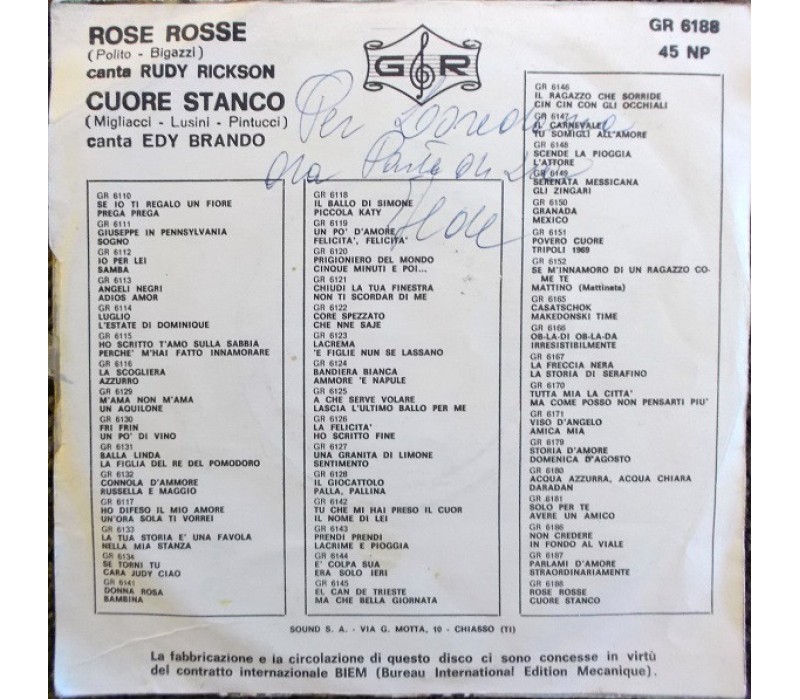 ROSE ROSSE
(Polito - Bigazzi)
canta RUDY RICKSON
CUORE STANCO
(Migliacci - Lusini - Pintucci)
canta EDY BRANDO
G R
GR 6188
45 NP
Per Loredana
Alde
GR 6110
SE IO TI REGALO UN FIORE
PREGA PREGA
GR 6111
GIUSEPPE IN PENNSYLVANIA
SOGNO
GR 6112
IO PER LEI
SAMBA
GR 6113
ANGELI NEGRI
ADIOS AMOR
GR 6114
LUGLIO
L'ESTATE DI DOMINIQUE
GR 6115
HO SCRITTO T'AMO SULLA SABBIA
PERCHE' M'HAI FATTO INNAMORARE
GR 6116
LA SCOGLIERA
AZZURRO
GR 6129
M'AMA NON M'AMA
UN AQUILONE
GR 6130
FRI FRIN
UN PO' DI VINO
GR 6131
BALLA LINDA
LA FIGLIA DEL RE DEL POMODORO
GR 6132
CONNOLA D'AMMORE
RUSSELLA E MAGGIO
GR 6117
HO DIFESO IL MIO AMORE
UN'ORA SOLA TI VORREI
GR 6133
LA TUA STORIA E' UNA FAVOLA
NELLA MIA STANZA
GR 6134
SE TORNI TU
CARA JUDY CIAO
GR 6141
DONNA ROSA
BAMBINA
GR 6118
IL BALLO DI SIMONE
PICCOLA KATY
GR 6119
UN PO' D'AMORE
FELICITA', FELICITA'
GR 6120
PRIGIONIERO DEL MONDO
CINQUE MINUTI E POI...
GR 6121
CHIUDI LA TUA FINESTRA
NON TI SCORDAR DI ME
GR 6122
CORE SPEZZATO
CHE NNE SAJE
GR 6123
LACREMA
'E FIGLIE NUN SE LASSANO
GR 6124
BANDIERA BIANCA
AMMORE 'E NAPULE
GR 6125
A CHE SERVE VOLARE
LASCIA L'ULTIMO BALLO PER ME
GR 6126
LA FELICITA'
HO SCRITTO FINE
GR 6127
UNA GRANITA DI LIMONE
SENTIMENTO
GR 6128
IL GIOCATTOLO
PALLA, PALLINA
GR 6142
TU CHE MI HAI PRESO IL CUOR
IL NOME DI LEI
GR 6143
PRENDI PRENDI
LACRIME E PIOGGIA
GR 6144
E' COLPA SUA
ERA SOLO IERI
GR 6145
EL CAN DE TRIESTE
MA CHE BELLA GIORNATA
GR 6146
IL RAGAZZO CHE SORRIDE
CIN CIN CON GLI OCCHIALI
GR 6147
IL CARNEVALE
TU SOMIGLI ALL'AMORE
GR 6148
SCENDE LA PIOGGIA
L'ATTORE
GR 6149
SERENATA MESSICANA
GLI ZINGARI
GR 6150
GRANADA
MEXICO
GR 6151
POVERO CUORE
TRIPOLI 1969
GR 6152
SE M'INNAMORO DI UN RAGAZZO CO-
ME TE
MATTINO (Mattinata)
GR 6165
CASATSCHOK
MAKEDONSKI TIME
GR 6166
OB-LA-DI OB-LA-DA
IRRESISTIBILMENTE
GR 6167
LA FRECCIA NERA
LA STORIA DI SERAFINO
GR 6170
TUTTA MIA LA CITTA'
MA COME POSSO NON PENSARTI PIU'
GR 6171
VISO D'ANGELO
AMICA MIA
GR 6179
STORIA D'AMORE
DOMENICA D'AGOSTO
GR 6180
ACQUA AZZURRA, ACQUA CHIARA
DARADAN
GR 6181
SOLO PER TE
AVERE UN AMICO
GR 6186
NON CREDERE
IN FONDO AL VIALE
GR 6187
PARLAMI D'AMORE
STRAORDINARIAMENTE
GR 6188
ROSE ROSSE
CUORE STANCO
SOUND S. A. - VIA G. MOTTA, 10 - CHIASSO (TI)
La fabbricazione e la circolazione di questo disco ci sono concesse in virtù
del contratto internazionale BIEM (Bureau International Edition Mecanique).